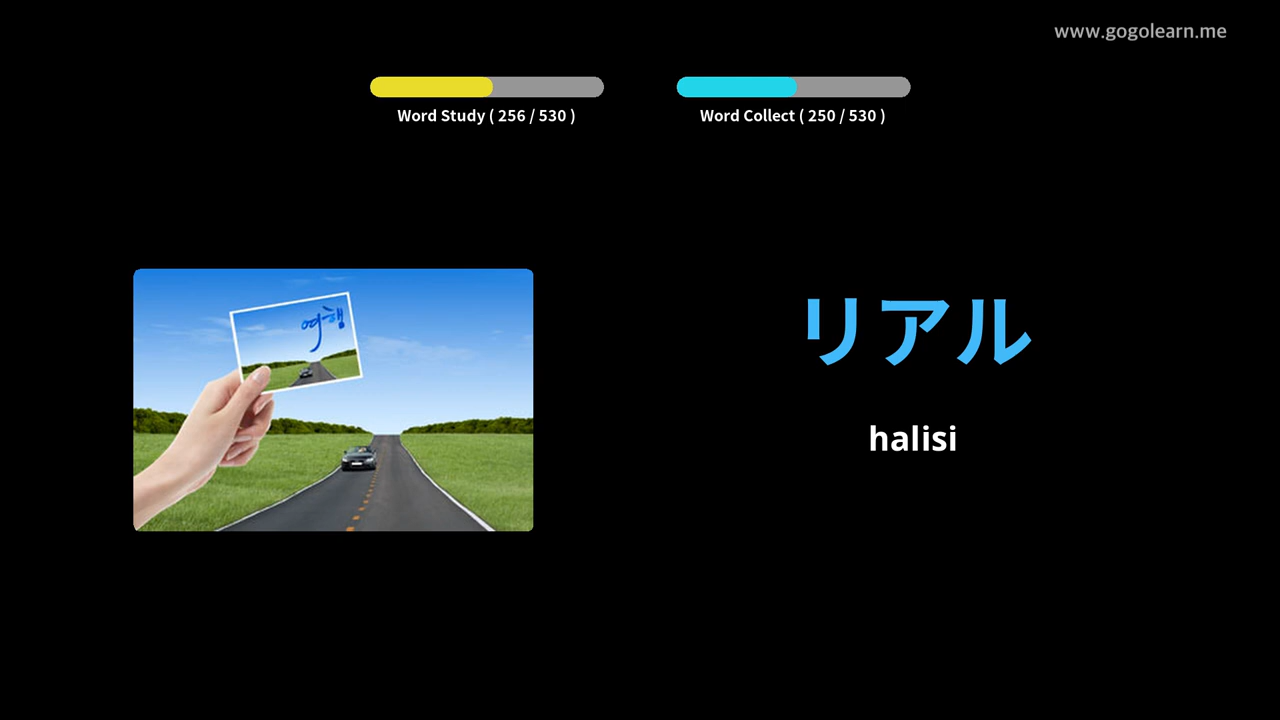 www.gogolearn.me
Word Study ( 256 / 530 )
Word Collect ( 250 / 530 )
여행
リアル
halisi